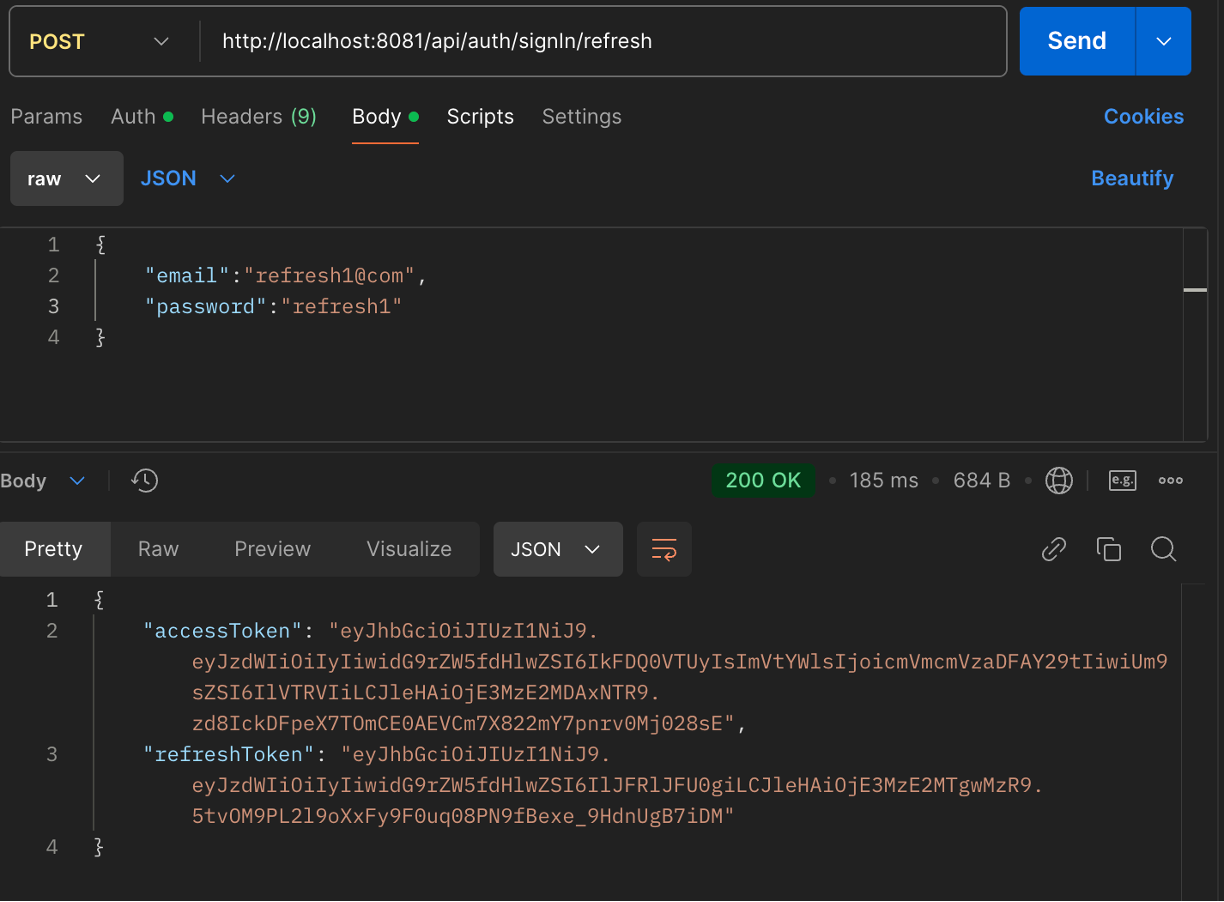 POST http://localhost:8081/api/auth/signIn/refresh Send
Params Auth Headers (9) Body Scripts Settings Cookies
raw JSON Beautify
1 {
2 "email":"refresh1@com",
3 "password":"refresh1"
4 }
Body 200 OK 185 ms 684 B e.g.
Pretty Raw Preview Visualize JSON
1 {
2 "accessToken": "eyJhbGciOiJIUzI1NiJ9.
eyJzdWIiOiIyIiwidG9rZW5fdHlwZSI6IkFDQ0VTUyIsImVtYWlsIjoicmVmcmVzaDFAY29tIiwiUm9
sZSI6IlVTRVIiLCJleHAiOjE3MzE2MDAxNTR9.
zd8IckDFpeX7TOmCE0AEVCm7X822mY7pnrv0Mj028sE",
3 "refreshToken": "eyJhbGciOiJIUzI1NiJ9.
eyJzdWIiOiIyIiwidG9rZW5fdHlwZSI6IlJFRlJFU0giLCJleHAiOjE3MzE2MTgwMzR9.
5tvOM9PL2l9oXxFy9F0uq08PN9fBexe_9HdnUgB7iDM"
4 }